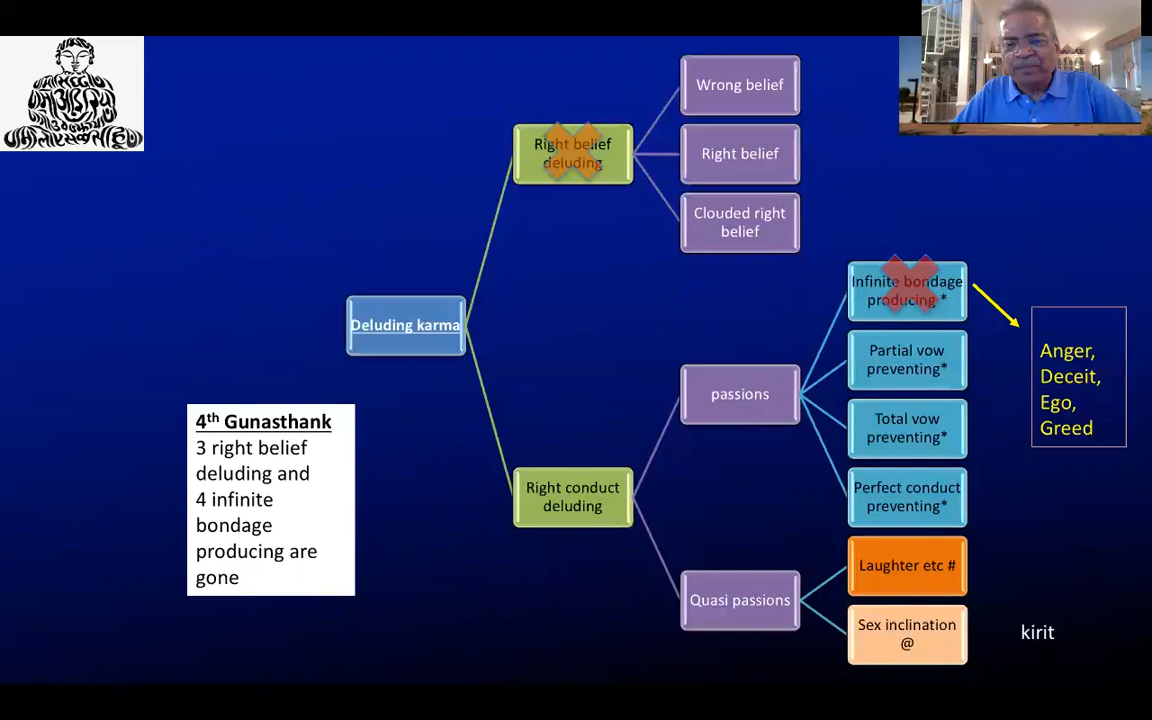 Wrong belief
Right belief
deluding
Right belief
Clouded right
belief
Infinite bondage
producing *
Deluding karma
Anger,
Deceit,
Ego,
Greed
Partial vow
preventing*
passions
Total vow
preventing*
4th Gunasthank
3 right belief
deluding and
4 infinite
bondage
producing are
gone
Right conduct
deluding
Perfect conduct
preventing*
Laughter etc #
Quasi passions
Sex inclination
@
kirit